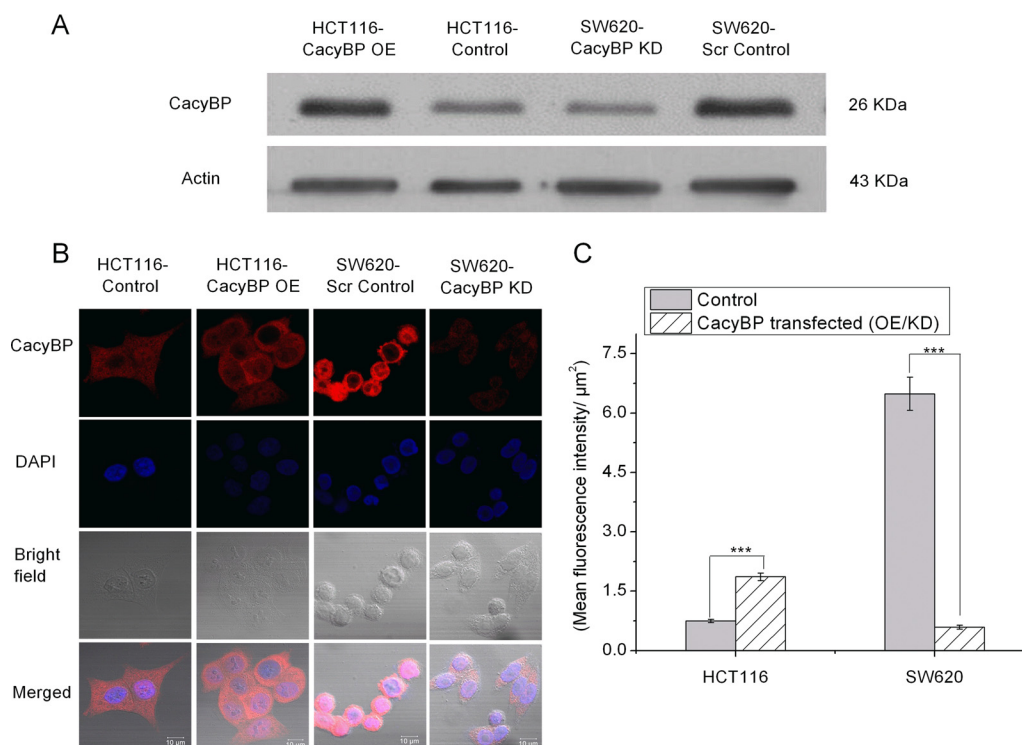 A
HCT116-
CacyBP OE
HCT116-
Control
SW620-
CacyBP KD
SW620-
Scr Control
CacyBP
26 KDa
Actin
43 KDa
B
HCT116-
Control
HCT116-
CacyBP OE
SW620-
Scr Control
SW620-
CacyBP KD
CacyBP
DAPI
Bright
field
Merged
10 µm
10 µm
10 µm
10 µm
C
Control
CacyBP transfected (OE/KD)
(Mean fluorescence intensity/ µm²)
7.5
6.0
4.5
3.0
1.5
0.0
***
***
HCT116
SW620